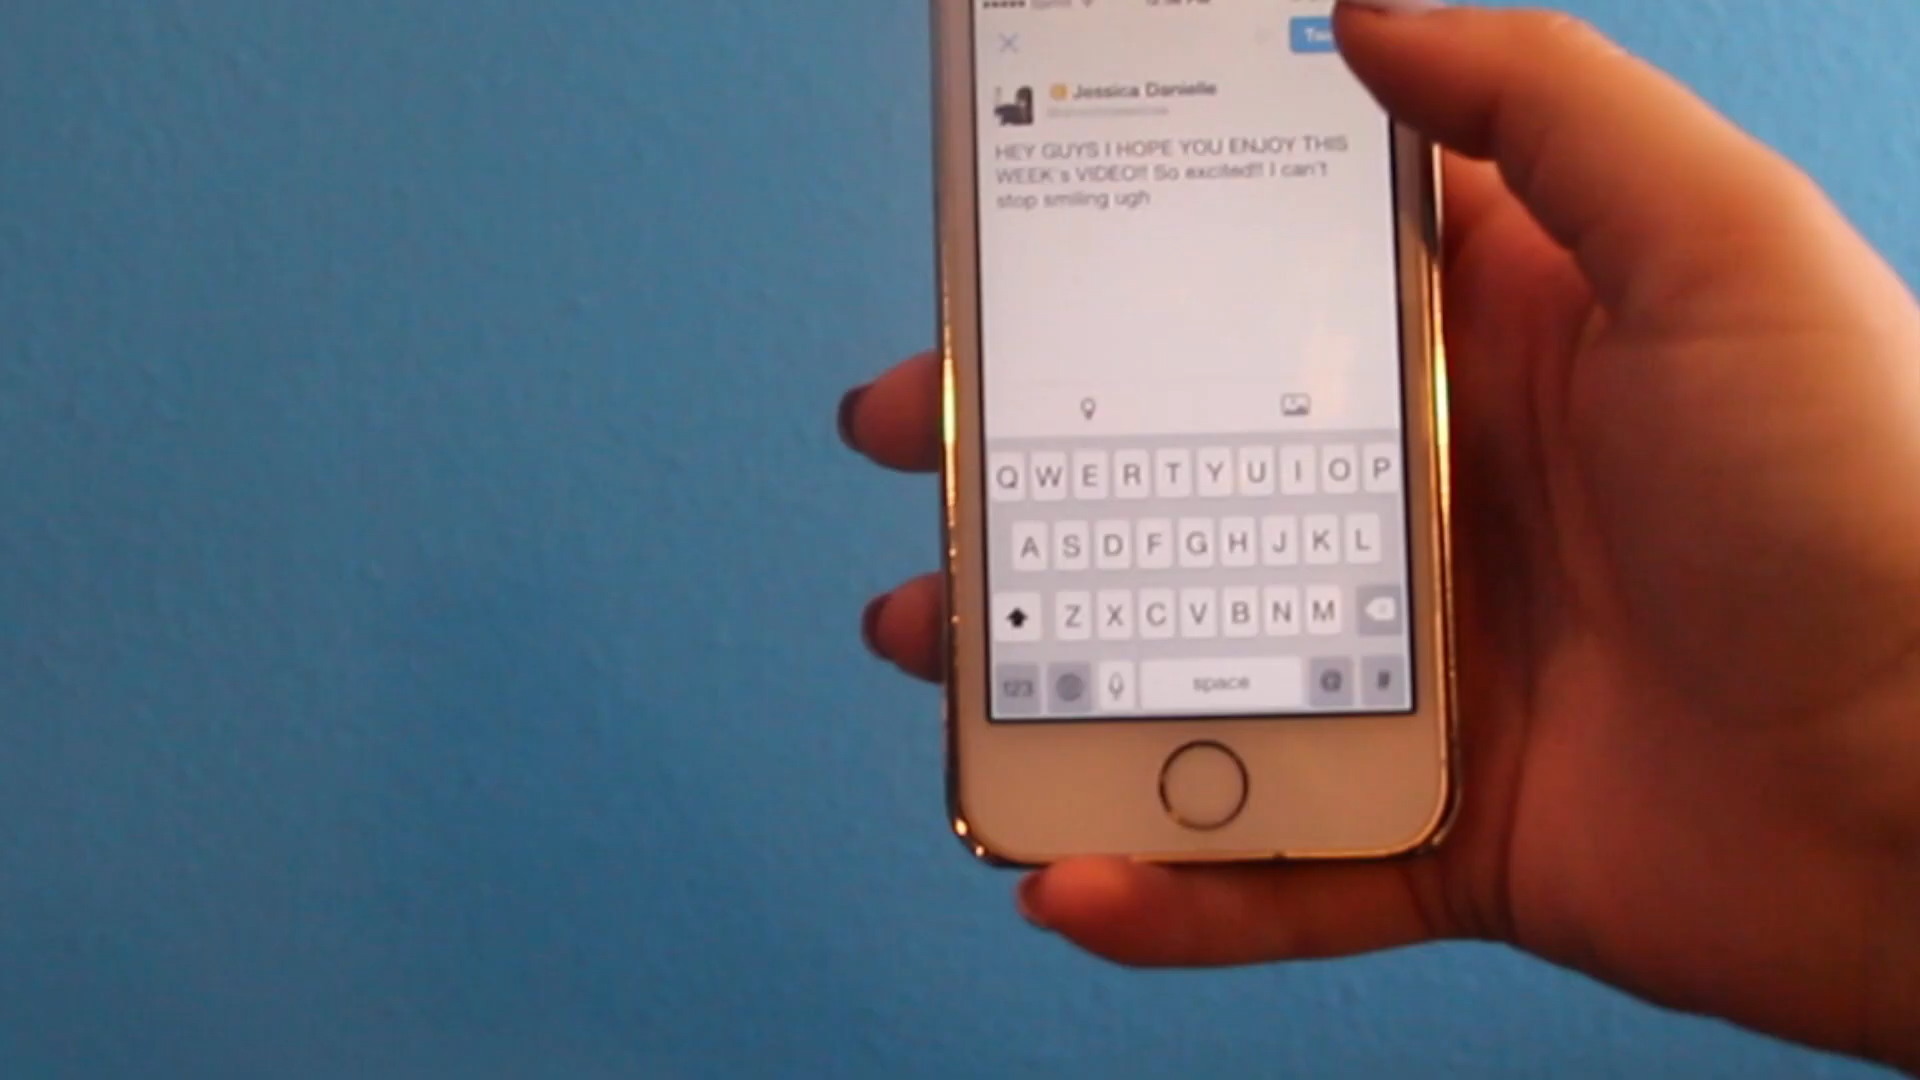 Jessica Danielle
HEY GUYS I HOPE YOU ENJOY THIS
WEEK's VIDEO!! So excited!! I can't
stop smiling ugh
Q W E R T Y U I O P
A S D F G H J K L
Z X C V B N M
123 space @ #